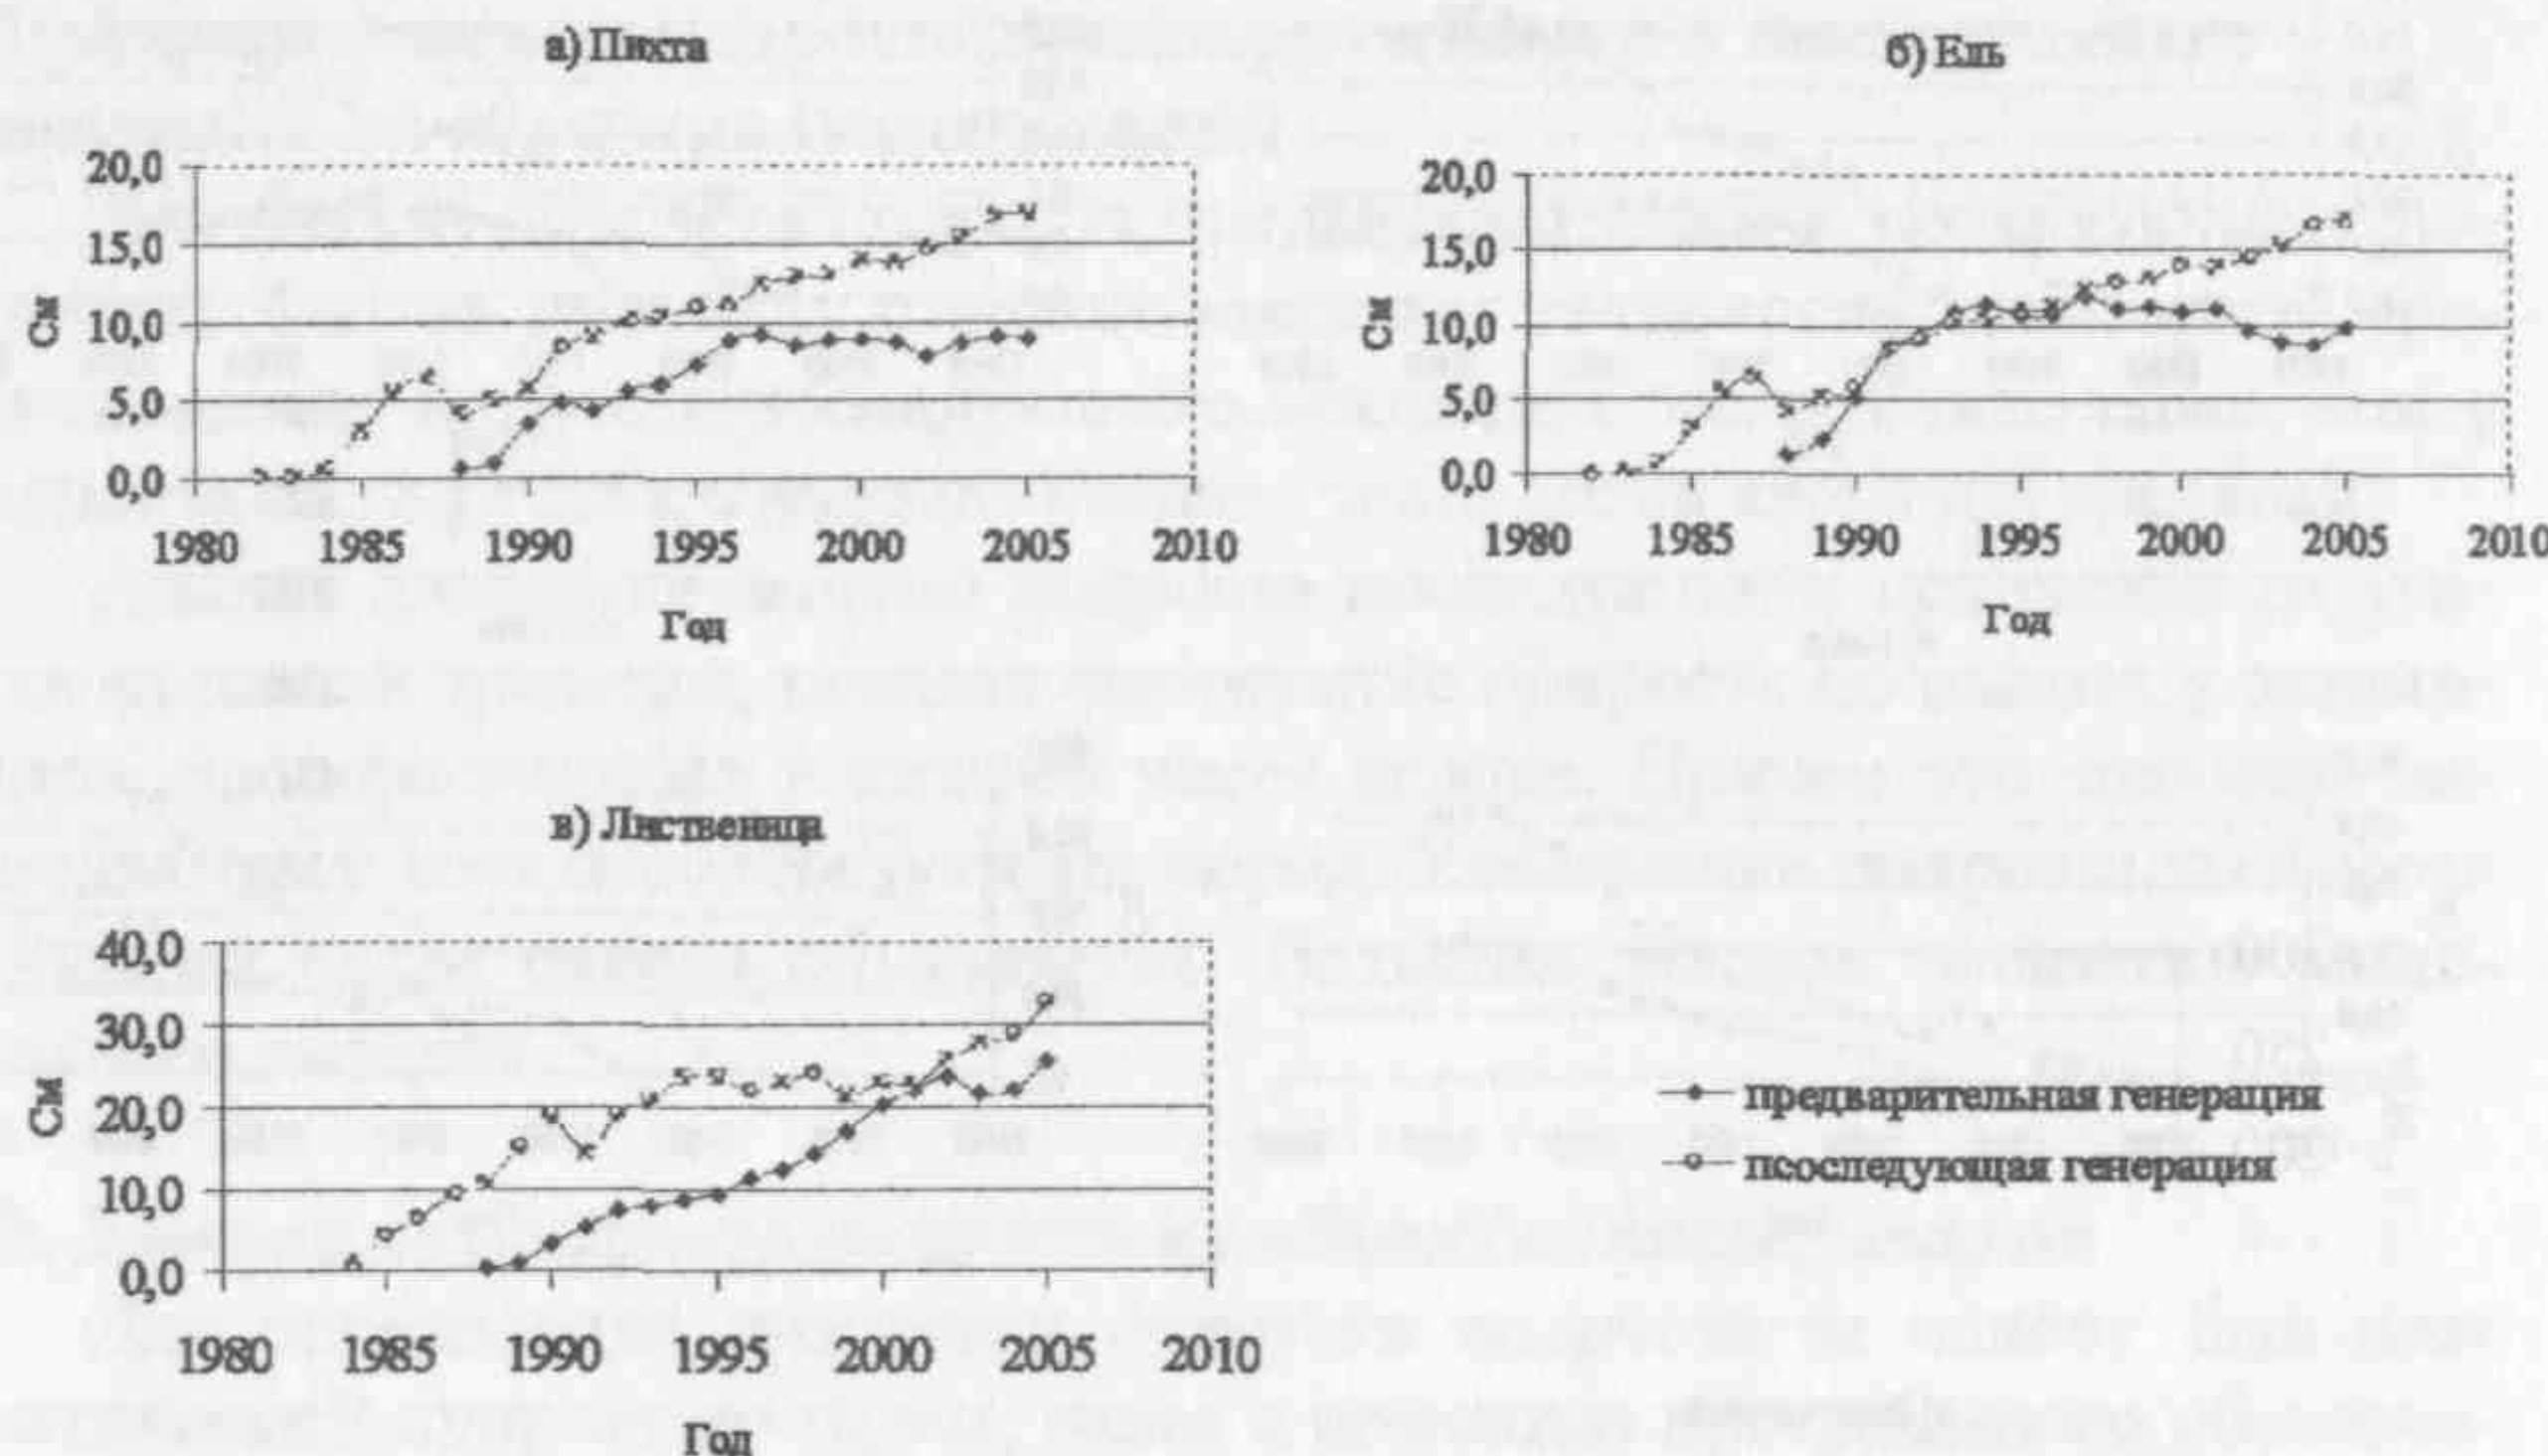 а) Пихта
20,0
15,0
10,0
5,0
0,0
См
1980 1985 1990 1995 2000 2005 2010
Год
б) Ель
20,0
15,0
10,0
5,0
0,0
См
1980 1985 1990 1995 2000 2005 2010
Год
в) Лиственица
40,0
30,0
20,0
10,0
0,0
См
1980 1985 1990 1995 2000 2005 2010
Год
предварительная генерация
псоследующая генерация